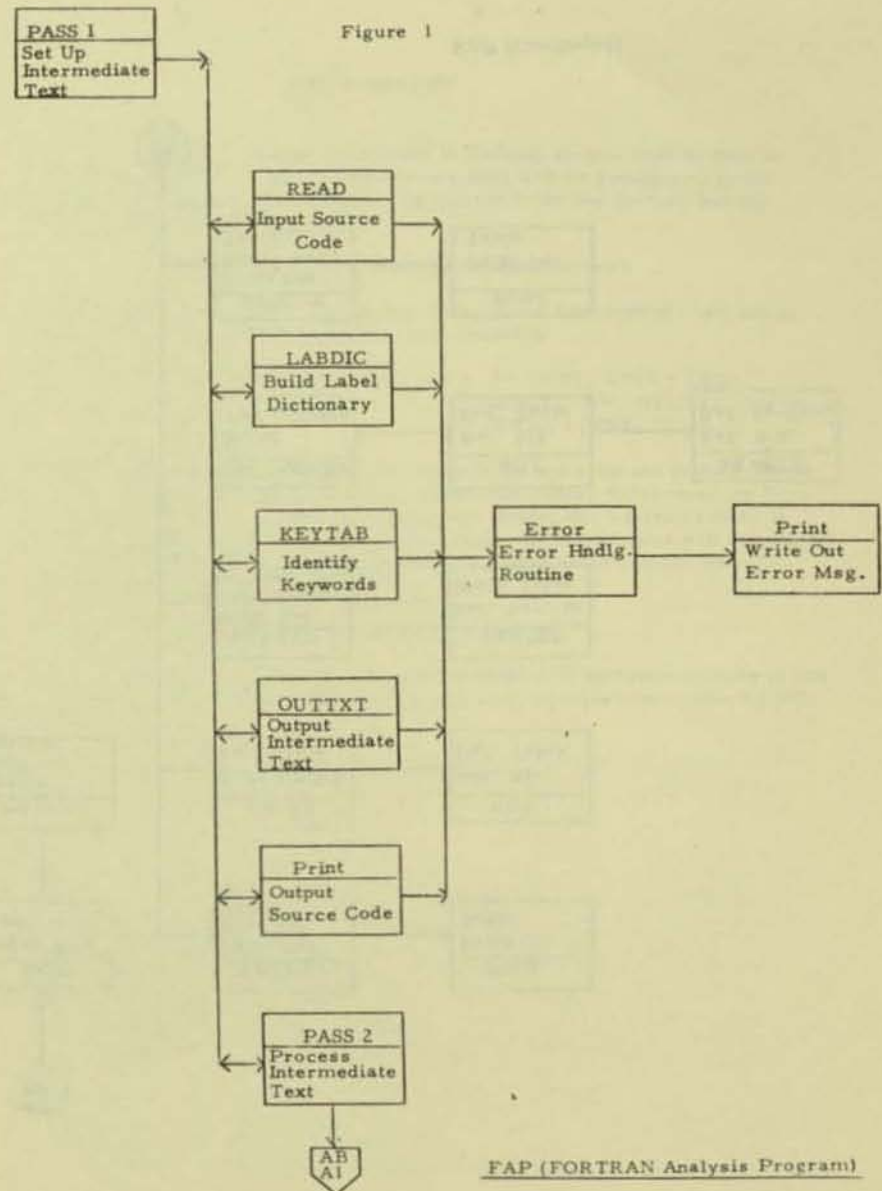 Figure 1
PASS 1
Set Up
Intermediate
Text
READ
Input Source
Code
LABDIC
Build Label
Dictionary
KEYTAB
Identify
Keywords
Error
Error Hndlg.
Routine
Print
Write Out
Error Msg.
OUTTXT
Output
Intermediate
Text
Print
Output
Source Code
PASS 2
Process
Intermediate
Text
AB
A1
FAP (FORTRAN Analysis Program)